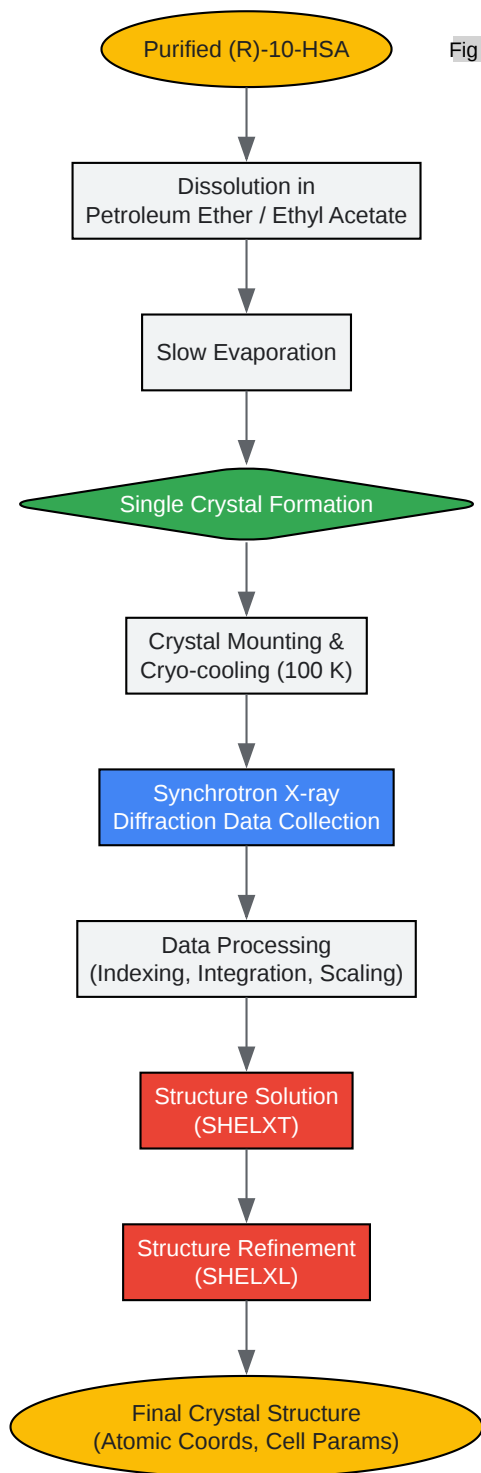 Purified (R)-10-HSA
Fig
Dissolution in
Petroleum Ether / Ethyl Acetate
Slow Evaporation
Single Crystal Formation
Crystal Mounting &
Cryo-cooling (100 K)
Synchrotron X-ray
Diffraction Data Collection
Data Processing
(Indexing, Integration, Scaling)
Structure Solution
(SHELXT)
Structure Refinement
(SHELXL)
Final Crystal Structure
(Atomic Coords, Cell Params)